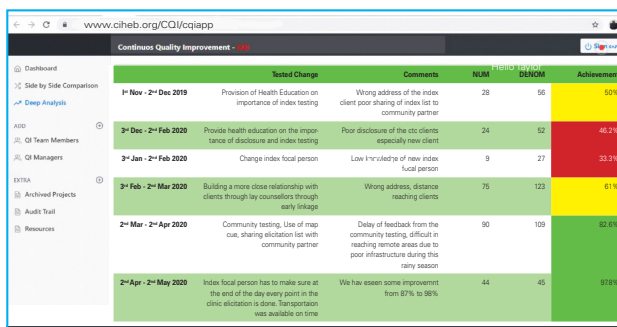 www.ciheb.org/CQI/cqiapp
Continuos Quality Improvement -
Sign out
Hello Taylor
Dashboard
Side by Side Comparison
Deep Analysis
ADD
QI Team Members
QI Managers
EXTRA
Archived Projects
Audit Trail
Resources
Tested Change Comments NUM DENOM Achievement
1st Nov - 2nd Dec 2019 Provision of Health Education on Wrong address of the index 28 56 50%
importance of index testing client poor sharing of index list to
community partner
3rd Dec - 2nd Feb 2020 Provide health education on the impor- Poor disclosure of the ctc clients 24 52 46.2%
tance of disclosure and index testing especially new client
3rd Jan - 2nd Feb 2020 Change index focal person Low knowledge of new index 9 27 33.3%
fucal person
3rd Feb - 2nd Mar 2020 Building a more close relationship with Wrong address, distance 75 123 61%
clients through lay counsellors through reaching clients
early linkage
2nd Mar - 2nd Apr 2020 Community testing, Use of map Delay of feedback from the 90 109 82.6%
cue, sharing elicitation list with community testing, difficult in
community partner reaching remote areas due to
poor infrastructure during this
rainy season
2nd Apr - 2nd May 2020 Index focal person has to make sure at We hav eseen some improvemnt 44 45 97.8%
the end of the day every point in the from 87% to 98%
clinic elicitation is done. Transportaion
was available on time